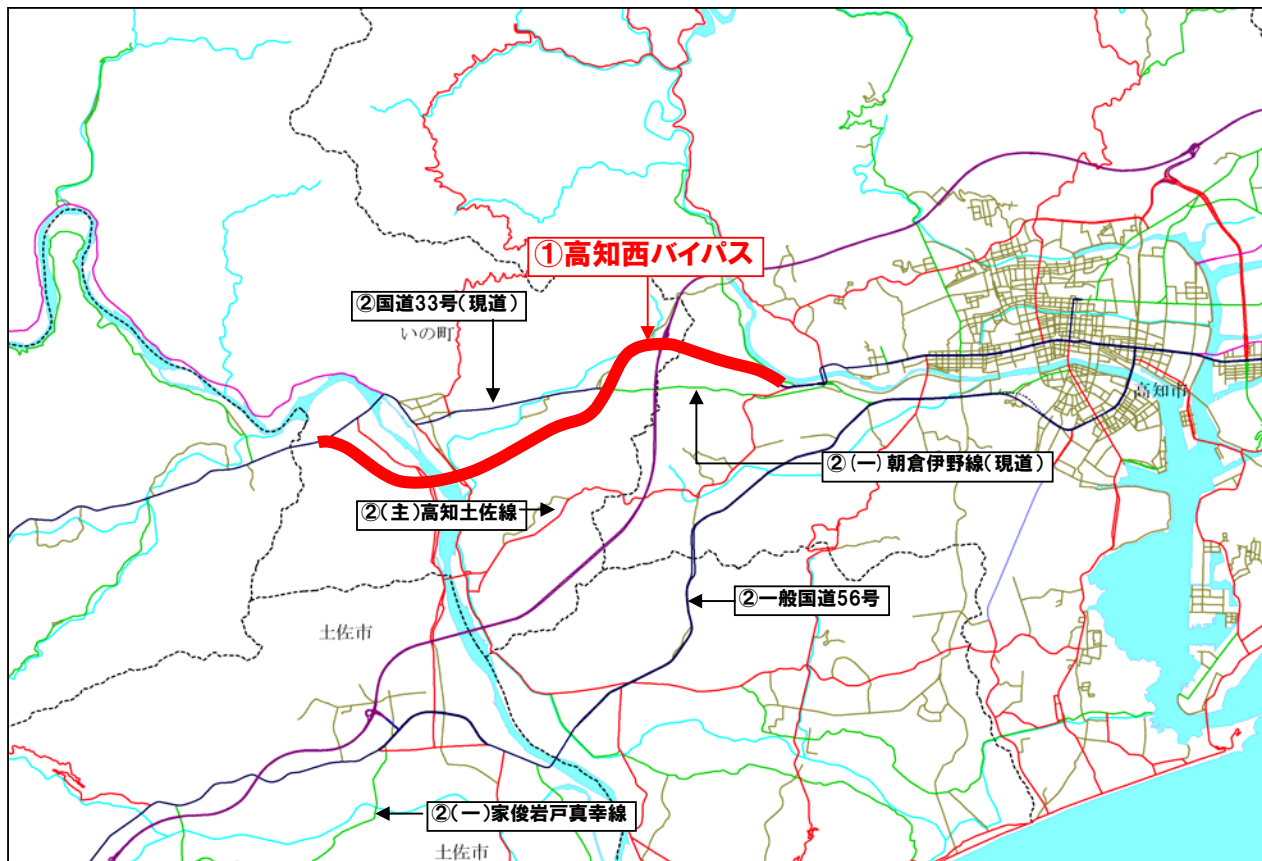 ①高知西バイパス
②国道33号(現道)
いの町
高知市
②(一)朝倉伊野線(現道)
②(主)高知土佐線
②一般国道56号
土佐市
②(一)家俊岩戸真幸線
土佐市